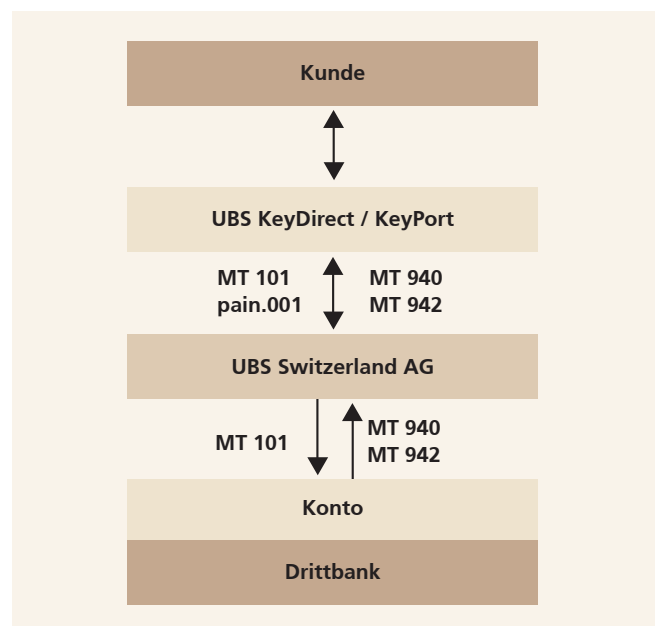 Kunde
UBS KeyDirect / KeyPort
MT 101
pain.001
MT 940
MT 942
UBS Switzerland AG
MT 101
MT 940
MT 942
Konto
Drittbank